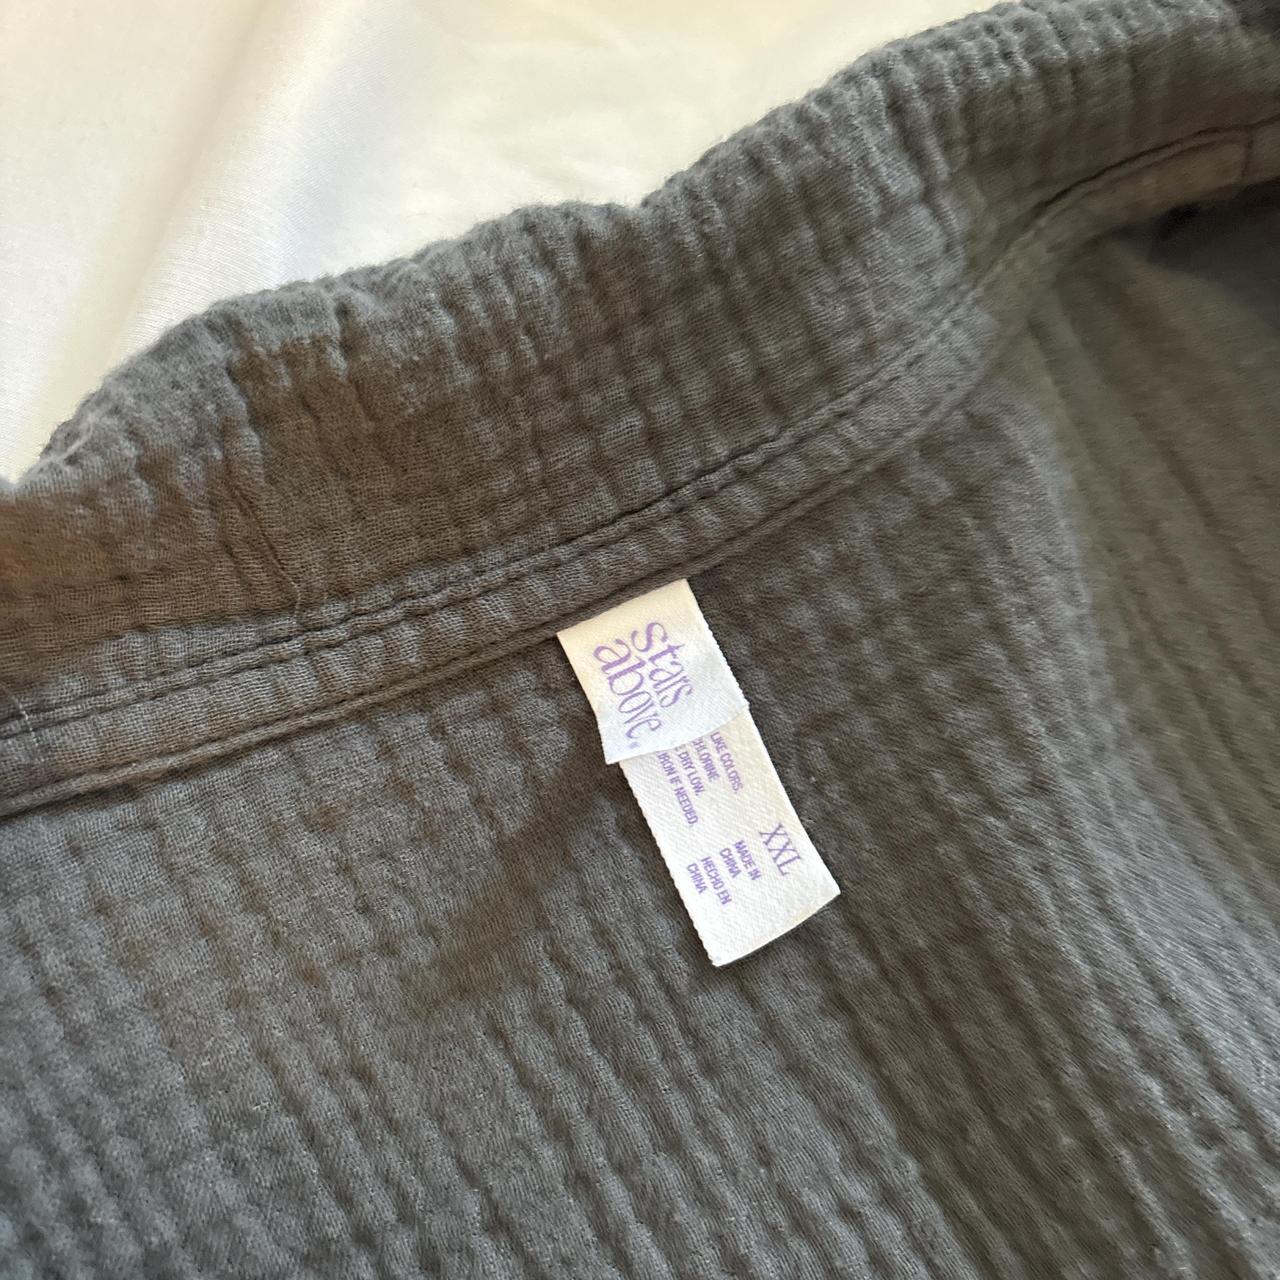 stars
above®
LIKE COLORS.
CHLORINE
DRY LOW.
IRON IF NEEDED.
XXL
MADE IN
CHINA
HECHO EN
CHINA